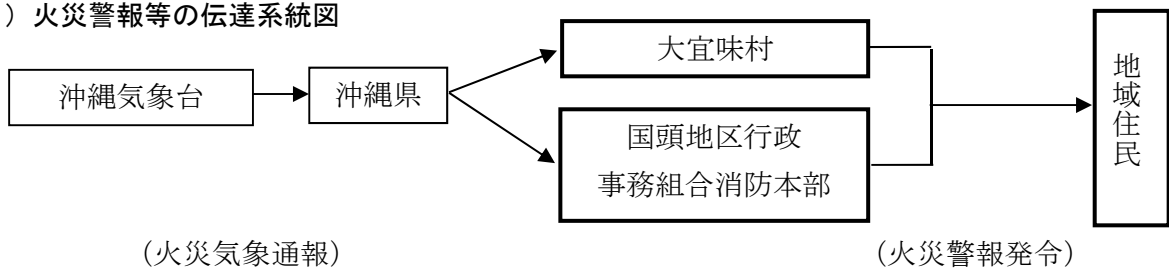 ）火災警報等の伝達系統図
沖縄気象台
沖縄県
大宜味村
国頭地区行政
事務組合消防本部
地域住民
（火災気象通報）
（火災警報発令）